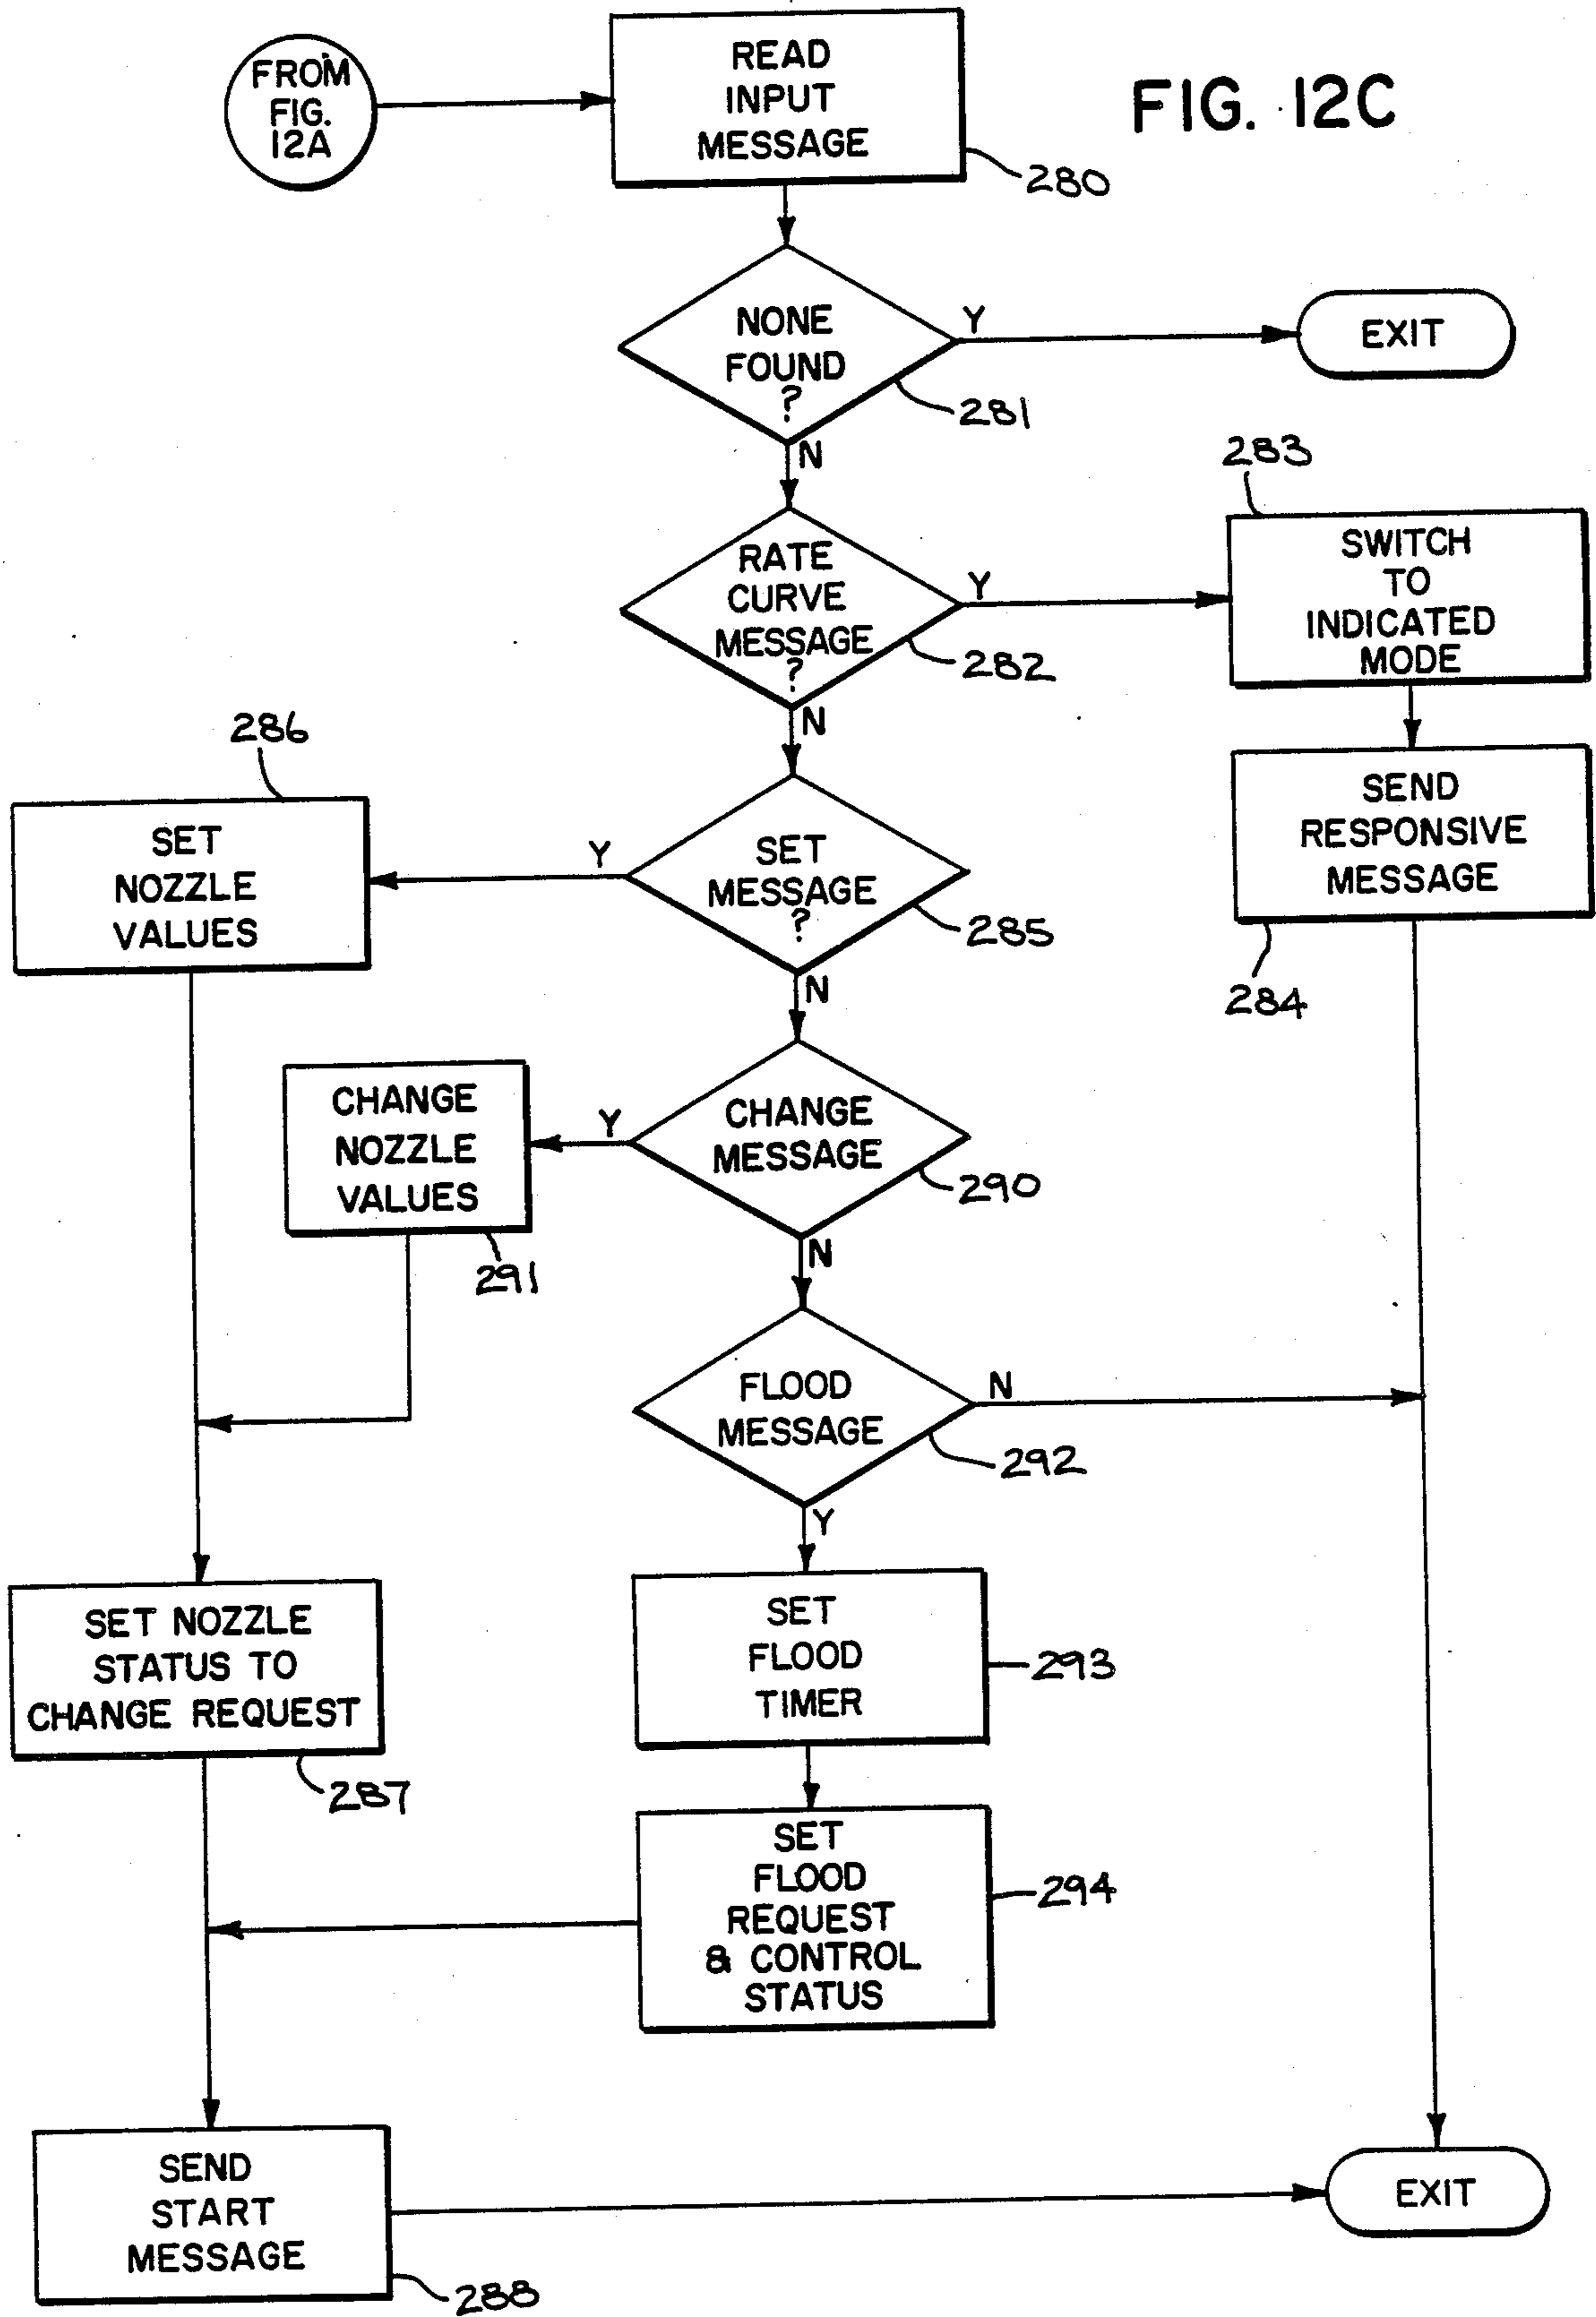 FROM
FIG.
12A
READ
INPUT
MESSAGE
280
FIG. 12C
NONE
FOUND
?
Y
EXIT
281
N
RATE
CURVE
MESSAGE
?
Y
282
283
SWITCH
TO
INDICATED
MODE
N
SEND
RESPONSIVE
MESSAGE
284
286
SET
NOZZLE
VALUES
Y
SET
MESSAGE
?
285
N
CHANGE
NOZZLE
VALUES
291
Y
CHANGE
MESSAGE
290
N
FLOOD
MESSAGE
N
292
Y
SET NOZZLE
STATUS TO
CHANGE REQUEST
287
SET
FLOOD
TIMER
293
SET
FLOOD
REQUEST
& CONTROL
STATUS
294
SEND
START
MESSAGE
288
EXIT